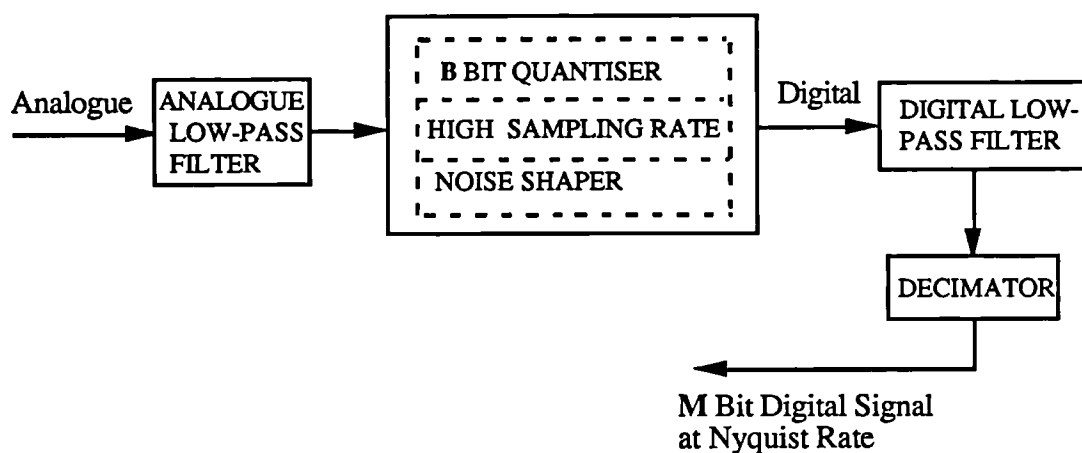 Analogue
ANALOGUE
LOW-PASS
FILTER
B BIT QUANTISER
HIGH SAMPLING RATE
NOISE SHAPER
Digital
DIGITAL LOW-
PASS FILTER
DECIMATOR
M Bit Digital Signal
at Nyquist Rate